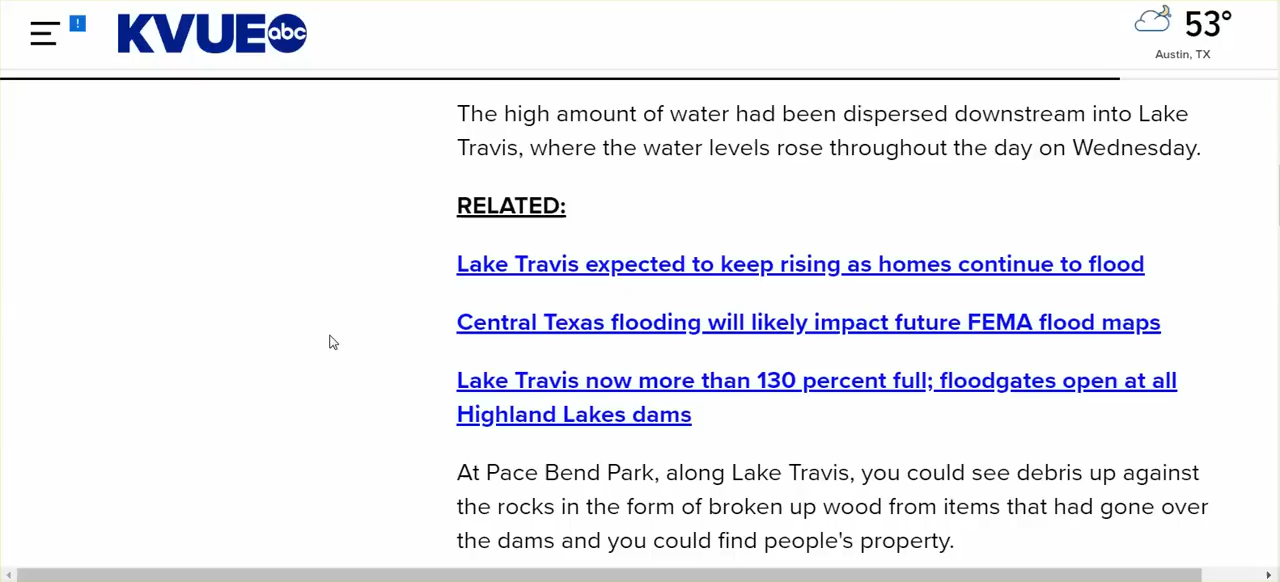 !
KVUE abc
53°
Austin, TX
The high amount of water had been dispersed downstream into Lake
Travis, where the water levels rose throughout the day on Wednesday.
RELATED:
Lake Travis expected to keep rising as homes continue to flood
Central Texas flooding will likely impact future FEMA flood maps
Lake Travis now more than 130 percent full; floodgates open at all
Highland Lakes dams
At Pace Bend Park, along Lake Travis, you could see debris up against
the rocks in the form of broken up wood from items that had gone over
the dams and you could find people's property.